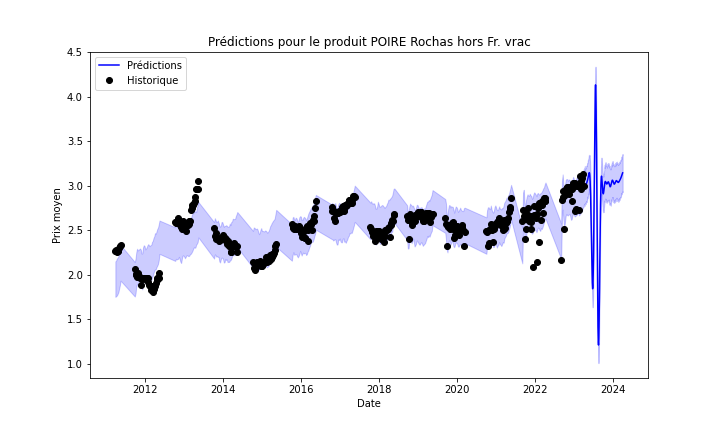 Prédictions pour le produit POIRE Rochas hors Fr. vrac
Prédictions
Historique
Prix moyen
4.5
4.0
3.5
3.0
2.5
2.0
1.5
1.0
2012 2014 2016 2018 2020 2022 2024
Date